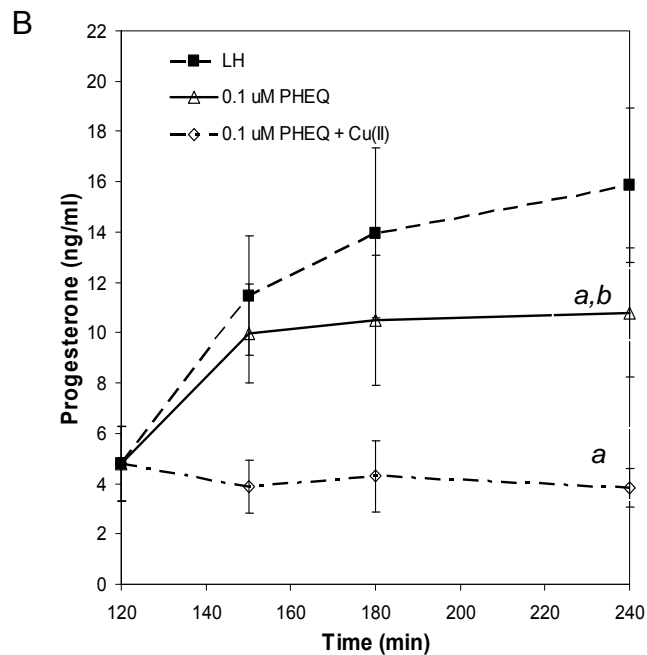 B
22
20
18
16
14
12
10
8
6
4
2
0
Progesterone (ng/ml)
LH
0.1 uM PHEQ
0.1 uM PHEQ + Cu(II)
a,b
a
120 140 160 180 200 220 240
Time (min)